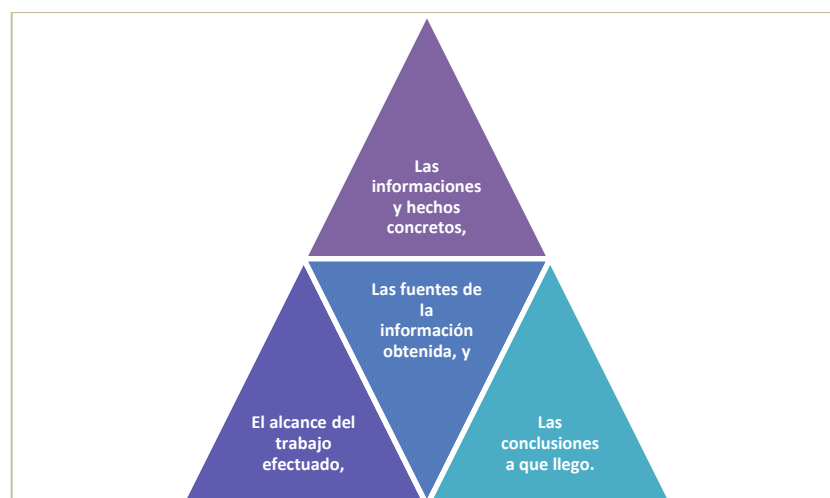 Las
informaciones
y hechos
concretos,
El alcance del
trabajo
efectuado,
Las fuentes de
la
información
obtenida, y
Las
conclusiones
a que llego.